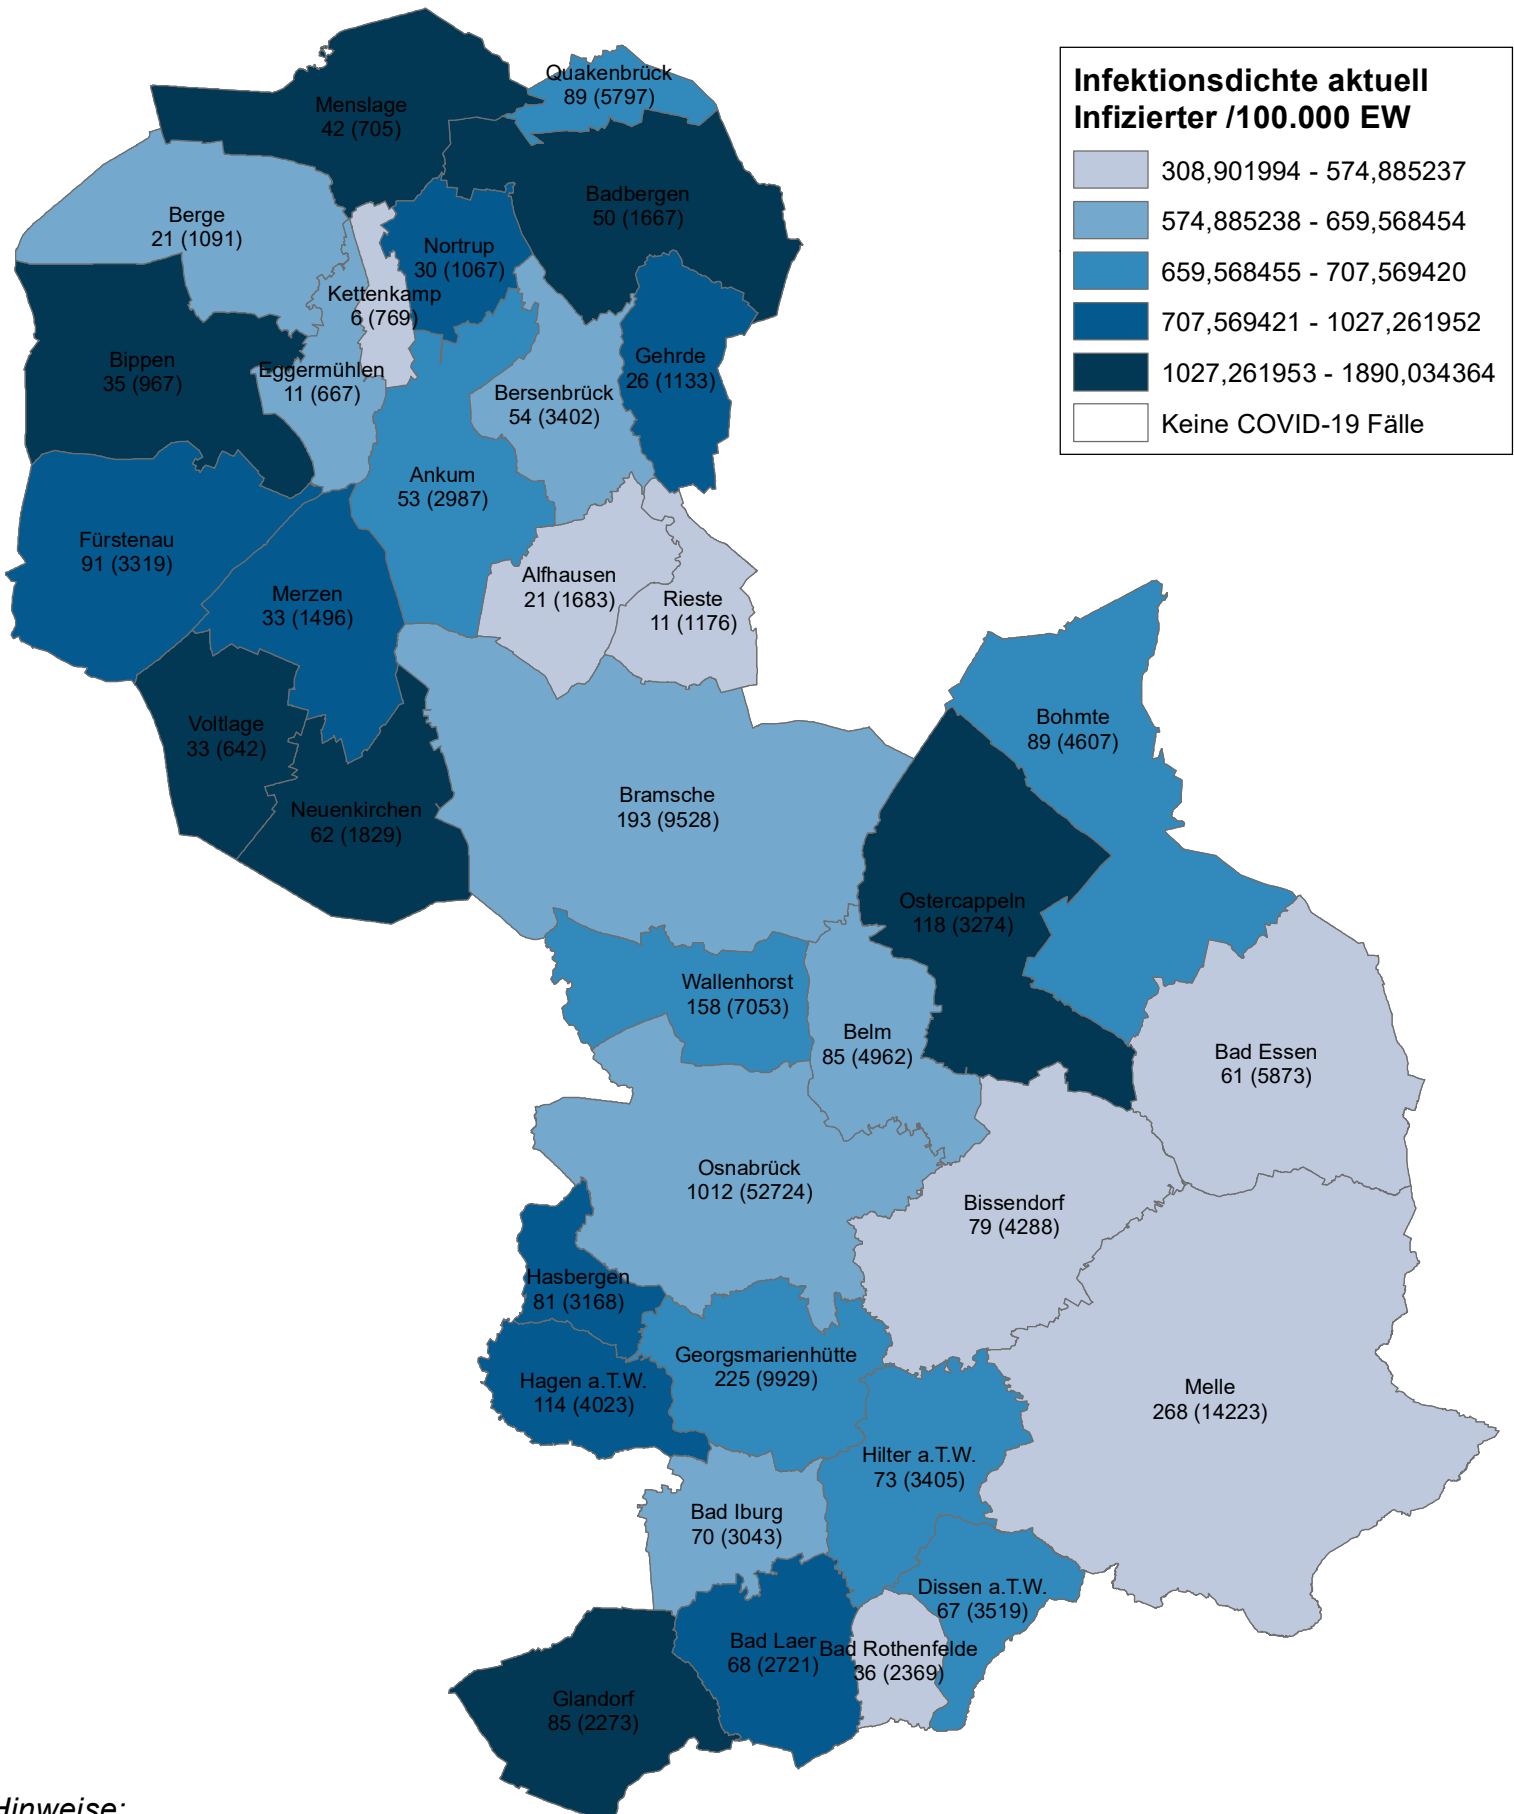 Infektionsdichte aktuell
Infizierter /100.000 EW
308,901994 - 574,885237
574,885238 - 659,568454
659,568455 - 707,569420
707,569421 - 1027,261952
1027,261953 - 1890,034364
Keine COVID-19 Fälle
Quakenbrück
89 (5797)
Menslage
42 (705)
Badbergen
50 (1667)
Berge
21 (1091)
Nortrup
30 (1067)
Kettenkamp
6 (769)
Bippen
35 (967)
Eggermühlen
11 (667)
Gehrde
26 (1133)
Bersenbrück
54 (3402)
Ankum
53 (2987)
Fürstenau
91 (3319)
Alfhausen
21 (1683)
Merzen
33 (1496)
Rieste
11 (1176)
Voltlage
33 (642)
Bohmte
89 (4607)
Neuenkirchen
62 (1829)
Bramsche
193 (9528)
Ostercappeln
118 (3274)
Wallenhorst
158 (7053)
Belm
85 (4962)
Bad Essen
61 (5873)
Osnabrück
1012 (52724)
Bissendorf
79 (4288)
Hasbergen
81 (3168)
Georgsmarienhütte
225 (9929)
Hagen a.T.W.
114 (4023)
Melle
268 (14223)
Hilter a.T.W.
73 (3405)
Bad Iburg
70 (3043)
Dissen a.T.W.
67 (3519)
Bad Laer
68 (2721)
Bad Rothenfelde
36 (2369)
Glandorf
85 (2273)
Hinweise: